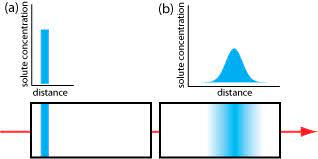 (a)
solute concentration
distance
(b)
solute concentration
distance